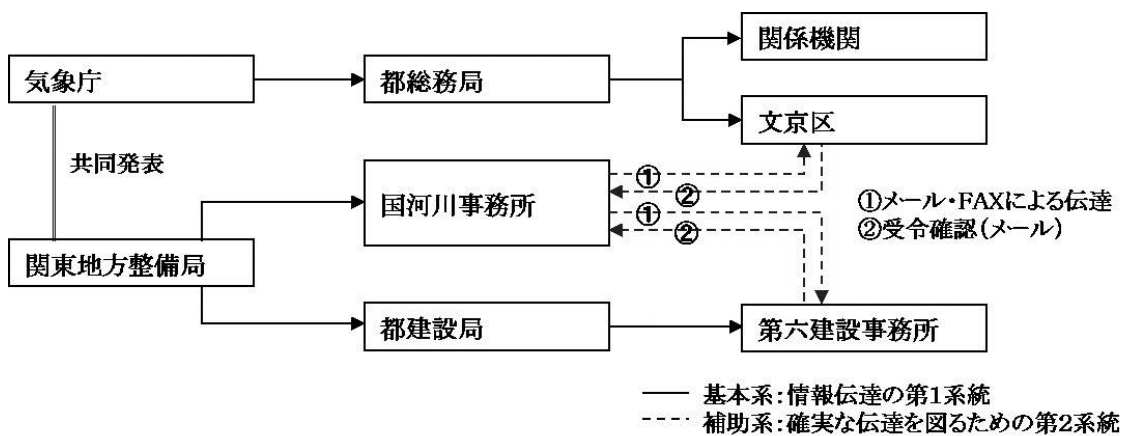 関係機関
気象庁
都総務局
文京区
共同発表
国河川事務所
①
②
①
②
①メール・FAXによる伝達
②受令確認(メール)
関東地方整備局
都建設局
第六建設事務所
基本系:情報伝達の第1系統
補助系:確実な伝達を図るための第2系統